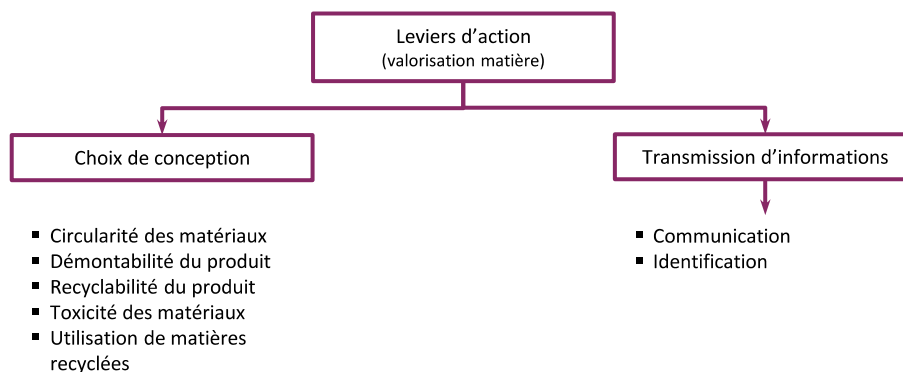 Leviers d’action
(valorisation matière)
Choix de conception
Transmission d’informations
▪ Circularité des matériaux
▪ Démontabilité du produit
▪ Recyclabilité du produit
▪ Toxicité des matériaux
▪ Utilisation de matières
recyclées
▪ Communication
▪ Identification